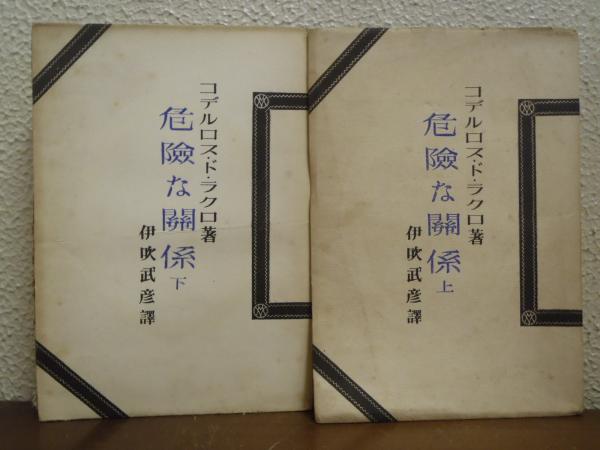 コデルロス・ド・ラクロ著
危險な關係 上
伊吹武彦譯
コデルロス・ド・ラクロ著
危險な關係 下
伊吹武彦譯